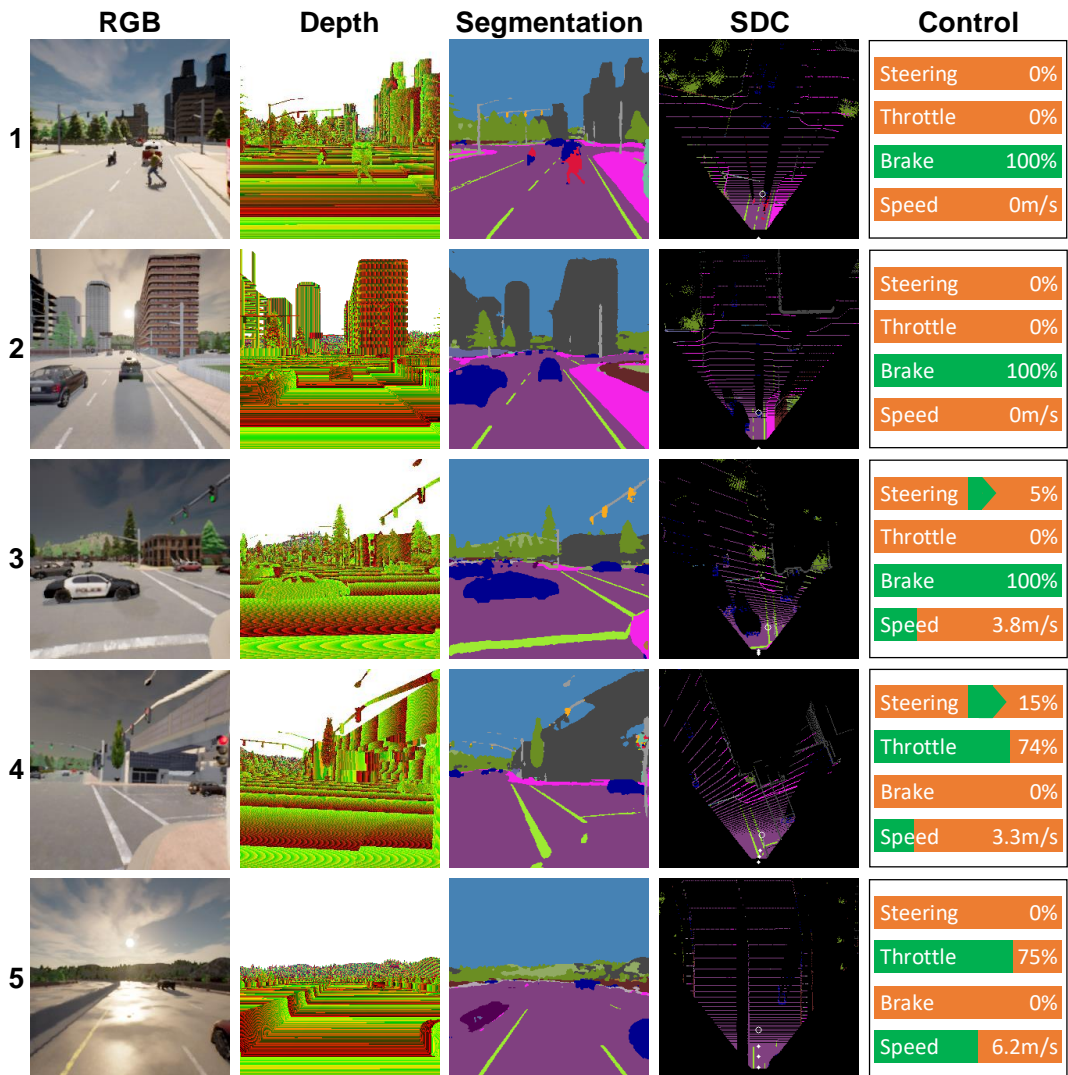 RGB Depth Segmentation SDC Control
1
Steering 0%
Throttle 0%
Brake 100%
Speed 0m/s
2
Steering 0%
Throttle 0%
Brake 100%
Speed 0m/s
3
POLICE
Steering 5%
Throttle 0%
Brake 100%
Speed 3.8m/s
4
Steering 15%
Throttle 74%
Brake 0%
Speed 3.3m/s
5
Steering 0%
Throttle 75%
Brake 0%
Speed 6.2m/s